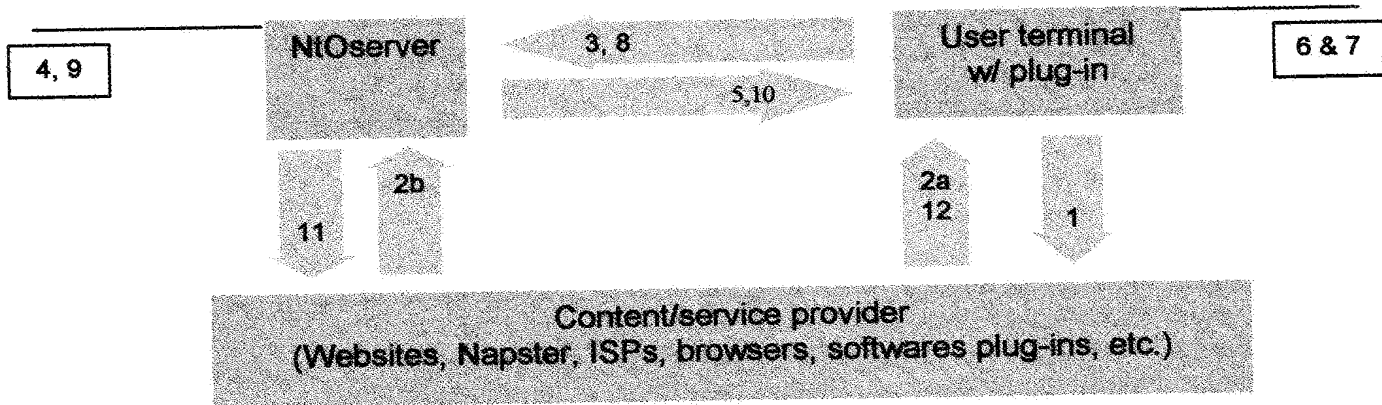 NtOserver
3, 8
User terminal
w/ plug-in
6 & 7
4, 9
5,10
2b
2a
12
11
1
Content/service provider
(Websites, Napster, ISPs, browsers, softwares plug-ins, etc.)